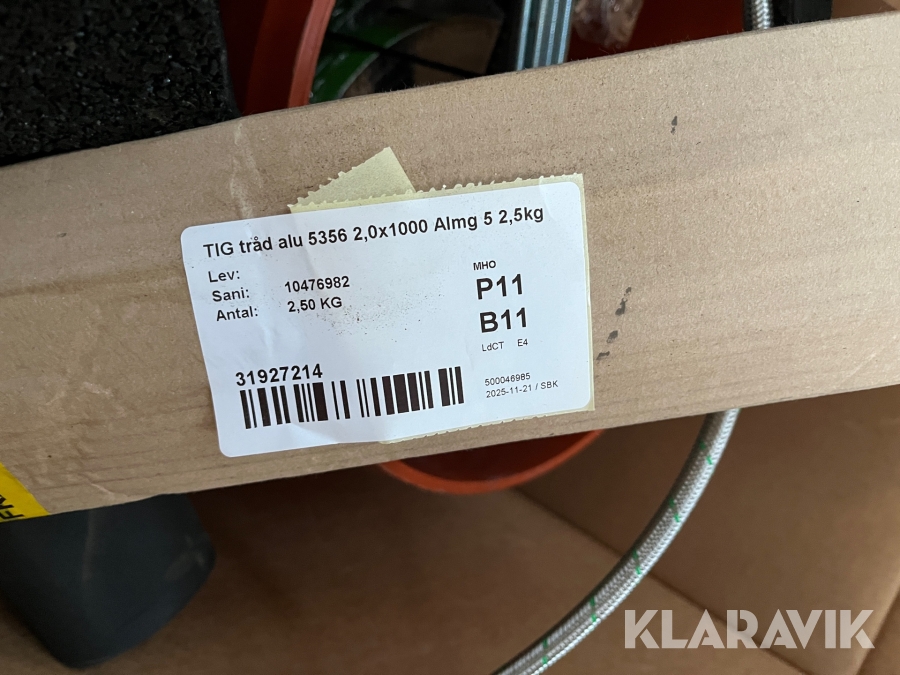 TIG tråd alu 5356 2,0x1000 Almg 5 2,5kg
Lev:
Sani: 10476982
Antal: 2,50 KG
MHO
P11
B11
LdCT E4
31927214
500046985
2025-11-21 / SBK
KLARAVIK